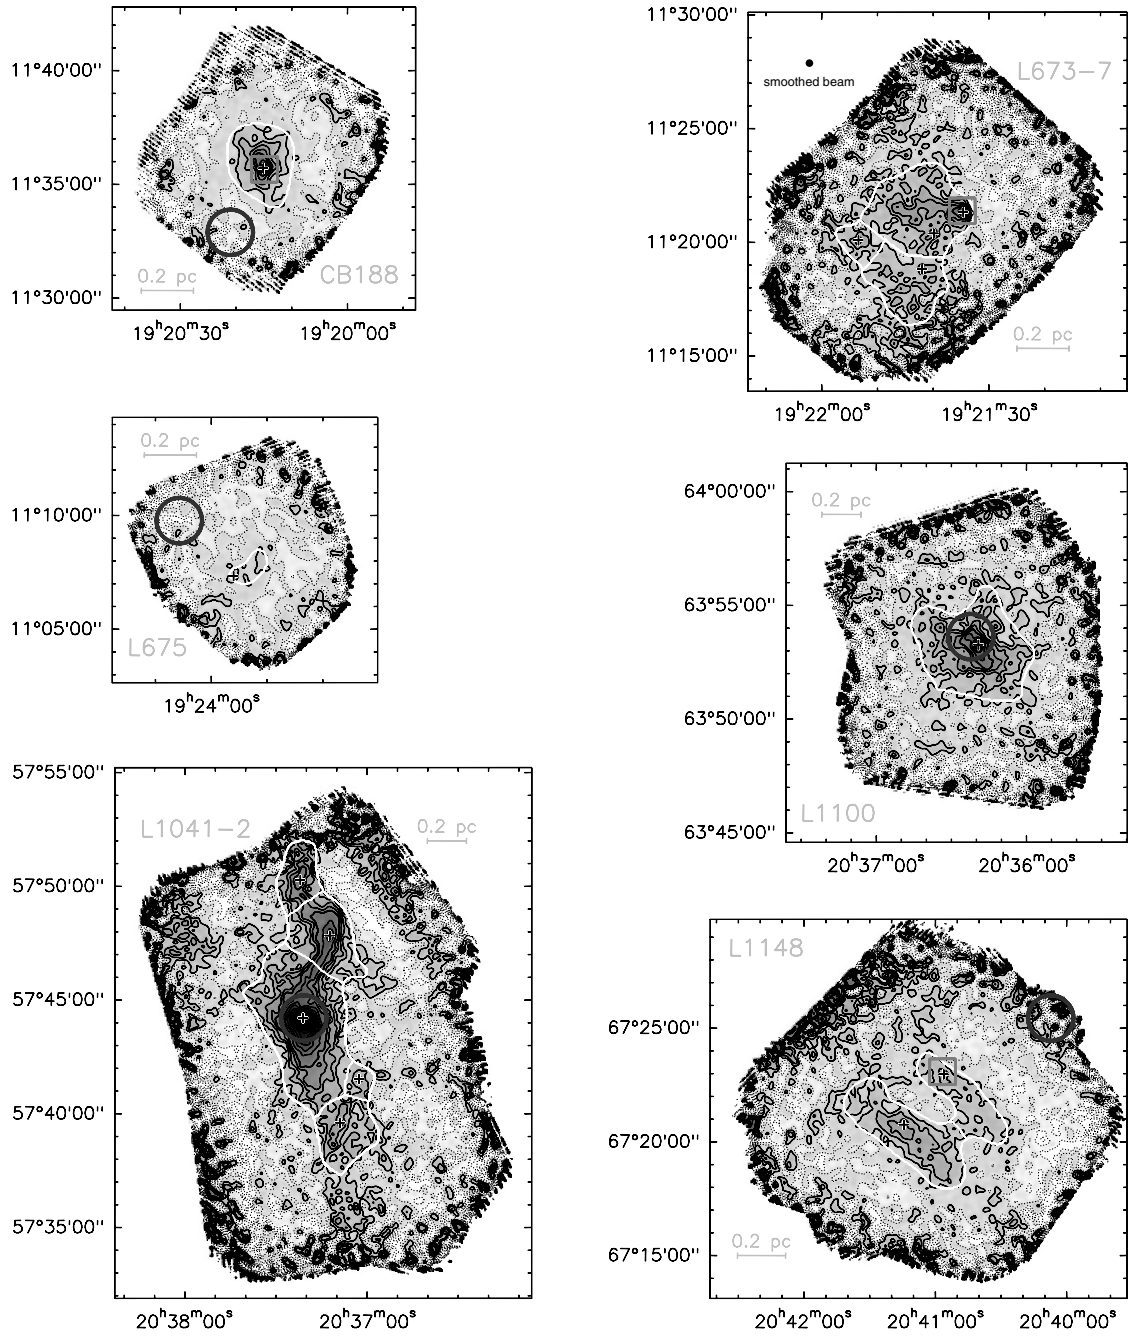 11°40'00''
11°35'00''
11°30'00''
0.2 pc
CB188
19ʰ20ᵐ30ˢ
19ʰ20ᵐ00ˢ
11°30'00''
11°25'00''
11°20'00''
11°15'00''
smoothed beam
L673-7
0.2 pc
19ʰ22ᵐ00ˢ
19ʰ21ᵐ30ˢ
11°10'00''
11°05'00''
0.2 pc
L675
19ʰ24ᵐ00ˢ
64°00'00''
63°55'00''
63°50'00''
63°45'00''
0.2 pc
L1100
20ʰ37ᵐ00ˢ
20ʰ36ᵐ00ˢ
57°55'00''
57°50'00''
57°45'00''
57°40'00''
57°35'00''
L1041-2
0.2 pc
20ʰ38ᵐ00ˢ
20ʰ37ᵐ00ˢ
67°25'00''
67°20'00''
67°15'00''
L1148
0.2 pc
20ʰ42ᵐ00ˢ
20ʰ41ᵐ00ˢ
20ʰ40ᵐ00ˢ